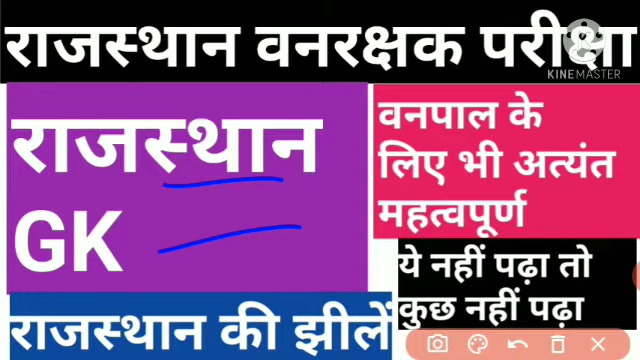 राजस्थान वनरक्षक परीक्षा
KINEMASTER
राजस्थान
GK
वनपाल के
लिए भी अत्यंत
महत्वपूर्ण
ये नहीं पढ़ा तो
कुछ नहीं पढ़ा
राजस्थान की झीलें